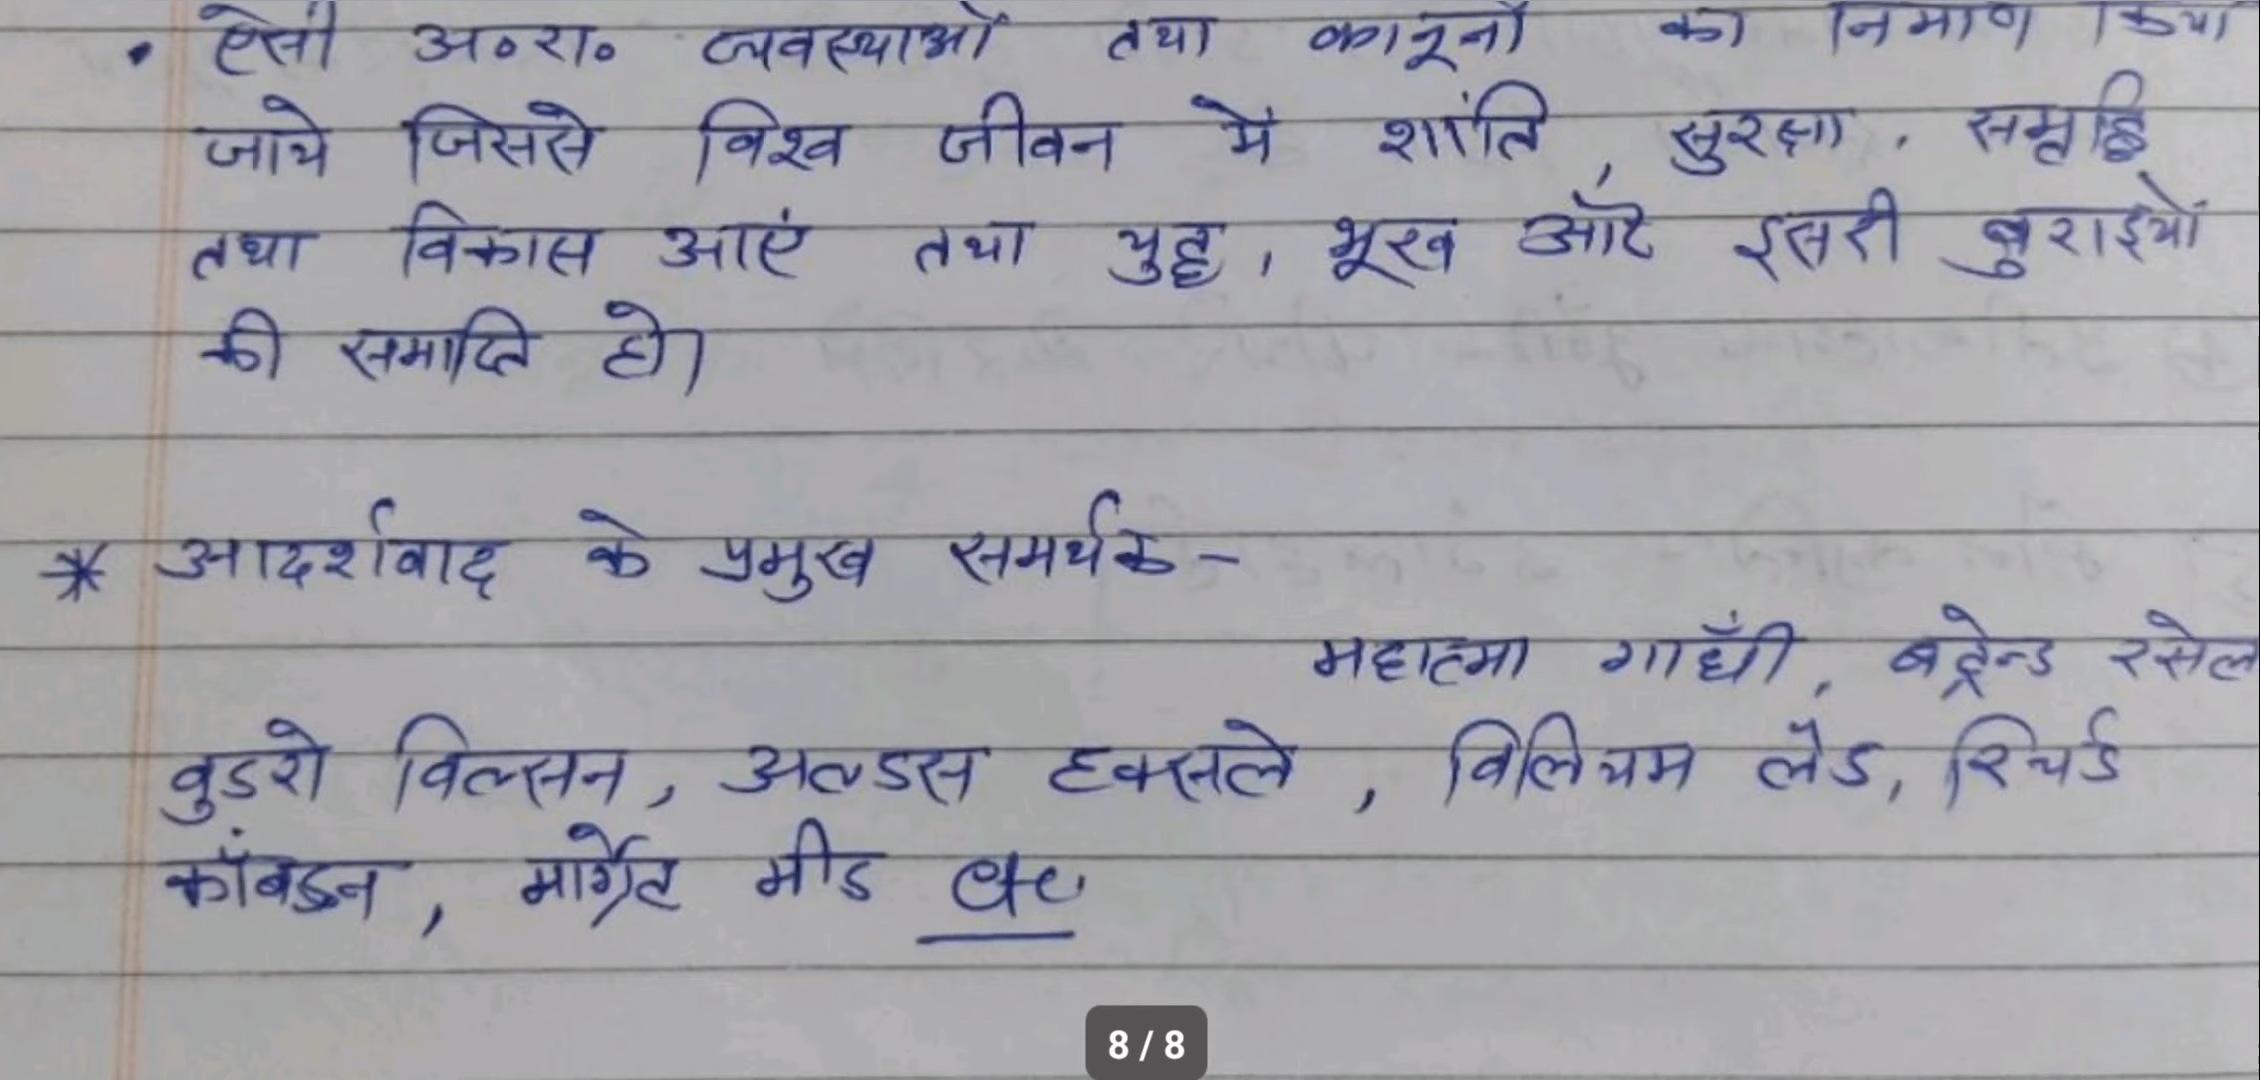 • ऐसी अ०रा० व्यवस्थाओं तथा कानूनों का निर्माण किया
जाये जिससे विश्व जीवन में शांति, सुरक्षा, समृद्धि
तथा विकास आएं तथा युद्ध, भूख और दूसरी बुराईयों
की समाप्ति हो।
* आदर्शवाद के प्रमुख समर्थक -
महात्मा गाँधी, बर्ट्रेन्ड रसेल
वुडरो विल्सन, अल्डस हक्सले, विलियम लैड, रिचर्ड
कॉबडन, मार्ग्रेट मीड etc
8 / 8